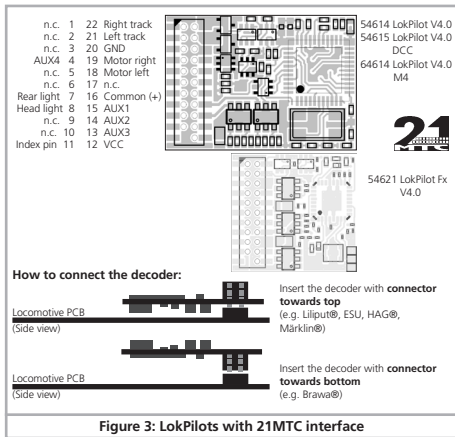 n.c. 1 22 Right track
n.c. 2 21 Left track
n.c. 3 20 GND
AUX4 4 19 Motor right
n.c. 5 18 Motor left
n.c. 6 17 n.c.
Rear light 7 16 Common (+)
Head light 8 15 AUX1
n.c. 9 14 AUX2
n.c. 10 13 AUX3
Index pin 11 12 VCC
54614 LokPilot V4.0
54615 LokPilot V4.0
DCC
64614 LokPilot V4.0
M4
21
MTC
54621 LokPilot Fx
V4.0
How to connect the decoder:
Locomotive PCB
(Side view)
Insert the decoder with connector
towards top
(e.g. Liliput®, ESU, HAG®,
Märklin®)
Locomotive PCB
(Side view)
Insert the decoder with connector
towards bottom
(e.g. Brawa®)
Figure 3: LokPilots with 21MTC interface